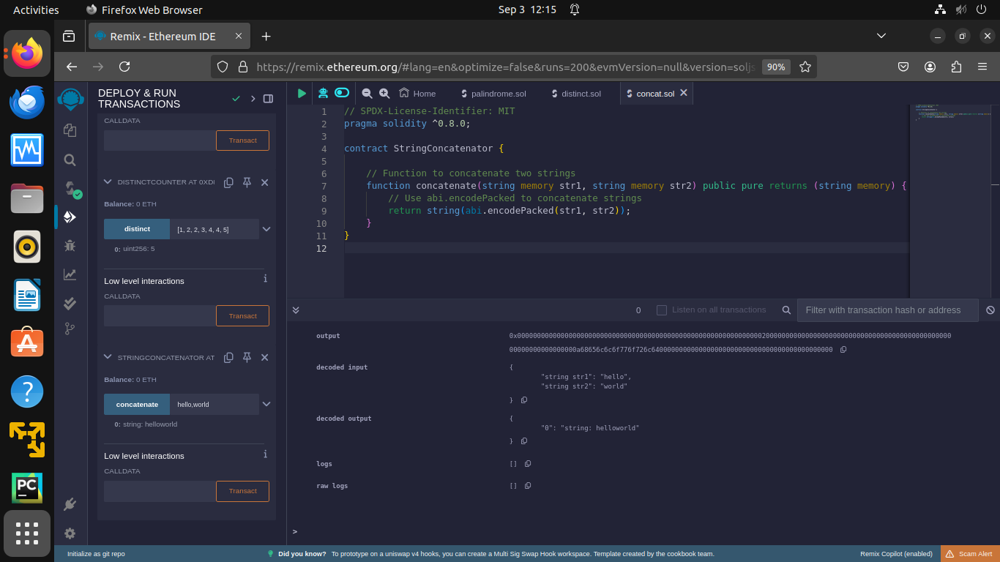 Activities
Firefox Web Browser
Sep 3 12:15
Remix - Ethereum IDE
https://remix.ethereum.org/#lang=en&optimize=false&runs=200&evmVersion=null&version=soljs
90%
DEPLOY & RUN
TRANSACTIONS
CALLDATA
Transact
DISTINCTCOUNTER AT 0XD
Balance: 0 ETH
distinct
[1, 2, 2, 3, 4, 4, 5]
0: uint256: 5
Low level interactions
i
CALLDATA
Transact
STRINGCONCATENATOR AT
Balance: 0 ETH
concatenate
hello,world
0: string: helloworld
Low level interactions
i
CALLDATA
Transact
Home
palindrome.sol
distinct.sol
concat.sol
1 // SPDX-License-Identifier: MIT
2 pragma solidity ^0.8.0;
3
4 contract StringConcatenator {
5
6 // Function to concatenate two strings
7 function concatenate(string memory str1, string memory str2) public pure returns (string memory) {
8 // Use abi.encodePacked to concatenate strings
9 return string(abi.encodePacked(str1, str2));
10 }
11 }
12
0
Listen on all transactions
Filter with transaction hash or address
output
decoded input
{
"string str1": "hello",
"string str2": "world"
}
decoded output
{
"0": "string: helloworld"
}
logs
[]
raw logs
[]
>
PC
Initialize as git repo
Did you know? To prototype on a uniswap v4 hooks, you can create a Multi Sig Swap Hook workspace. Template created by the cookbook team.
Remix Copilot (enabled)
Scam Alert